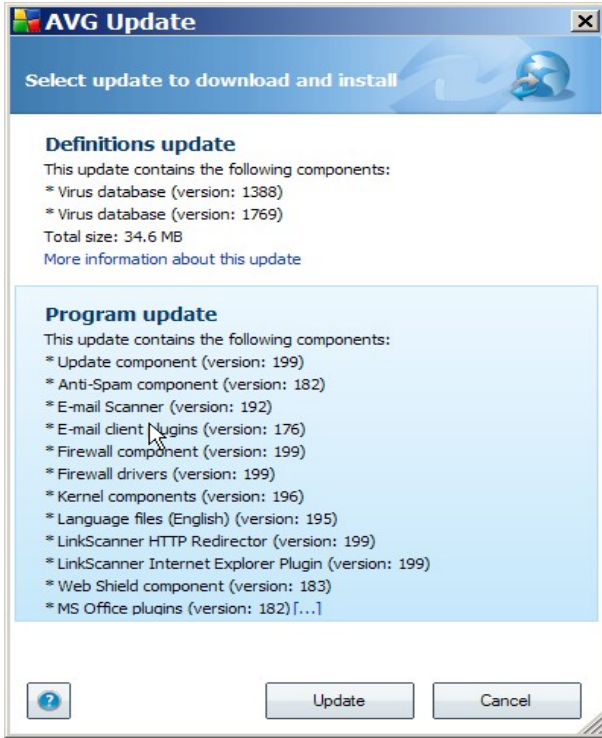 AVG Update
Select update to download and install
Definitions update
This update contains the following components:
* Virus database (version: 1388)
* Virus database (version: 1769)
Total size: 34.6 MB
More information about this update
Program update
This update contains the following components:
* Update component (version: 199)
* Anti-Spam component (version: 182)
* E-mail Scanner (version: 192)
* E-mail client plugins (version: 176)
* Firewall component (version: 199)
* Firewall drivers (version: 199)
* Kernel components (version: 196)
* Language files (English) (version: 195)
* LinkScanner HTTP Redirector (version: 199)
* LinkScanner Internet Explorer Plugin (version: 199)
* Web Shield component (version: 183)
* MS Office plugins (version: 182) [...]
?
Update
Cancel